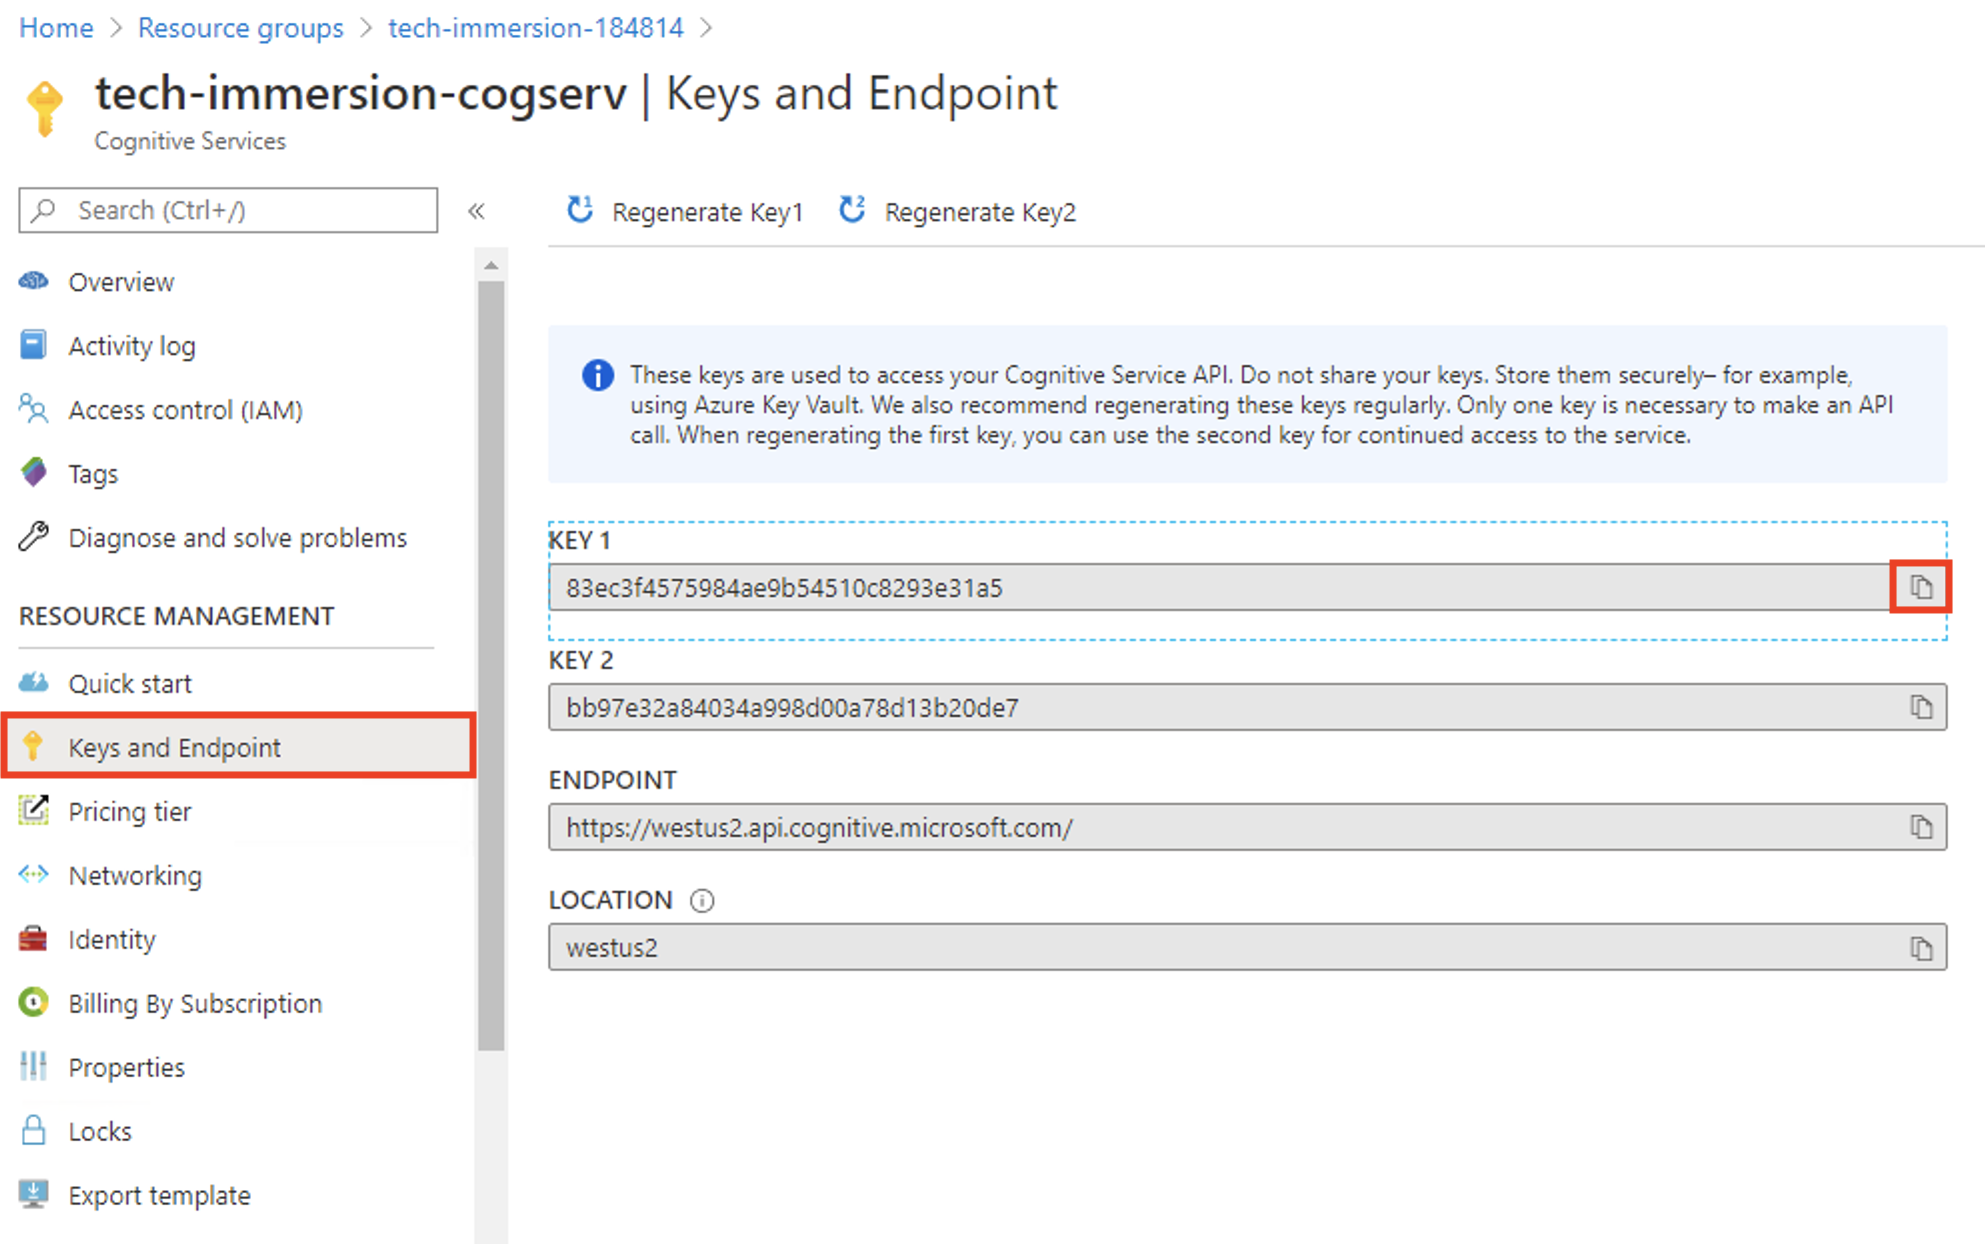 Home > Resource groups > tech-immersion-184814 >
tech-immersion-cogserv | Keys and Endpoint
Cognitive Services
Search (Ctrl+/)
«
Regenerate Key1
Regenerate Key2
Overview
Activity log
Access control (IAM)
Tags
Diagnose and solve problems
RESOURCE MANAGEMENT
Quick start
Keys and Endpoint
Pricing tier
Networking
Identity
Billing By Subscription
Properties
Locks
Export template
These keys are used to access your Cognitive Service API. Do not share your keys. Store them securely– for example,
using Azure Key Vault. We also recommend regenerating these keys regularly. Only one key is necessary to make an API
call. When regenerating the first key, you can use the second key for continued access to the service.
KEY 1
83ec3f4575984ae9b54510c8293e31a5
KEY 2
bb97e32a84034a998d00a78d13b20de7
ENDPOINT
https://westus2.api.cognitive.microsoft.com/
LOCATION
westus2